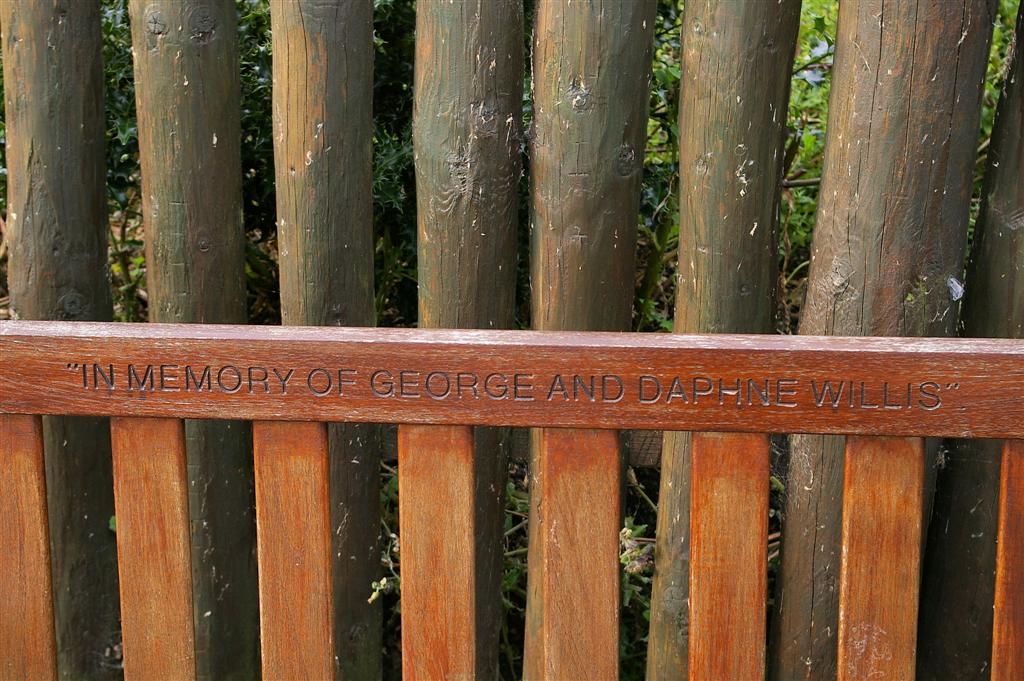 "IN MEMORY OF GEORGE AND DAPHNE WILLIS"